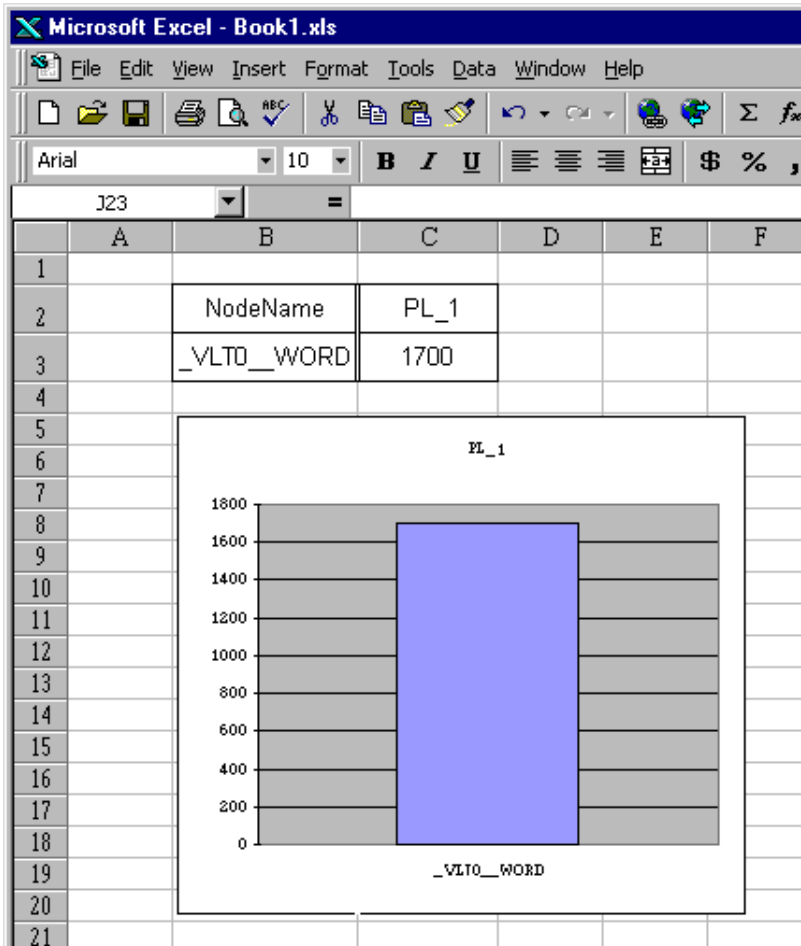 Microsoft Excel - Book1.xls
File Edit View Insert Format Tools Data Window Help
ABC Σ f
Arial 10 B I U a $ % ,
J23 =
A B C D E F
1
2 NodeName PL_1
3 _VLT0__WORD 1700
4
5
6 PL_1
7
8 1800
9 1600
10 1400
11 1200
12 1000
13 800
14 600
15
16 400
17 200
18 0
19 _VLT0__WORD
20
21